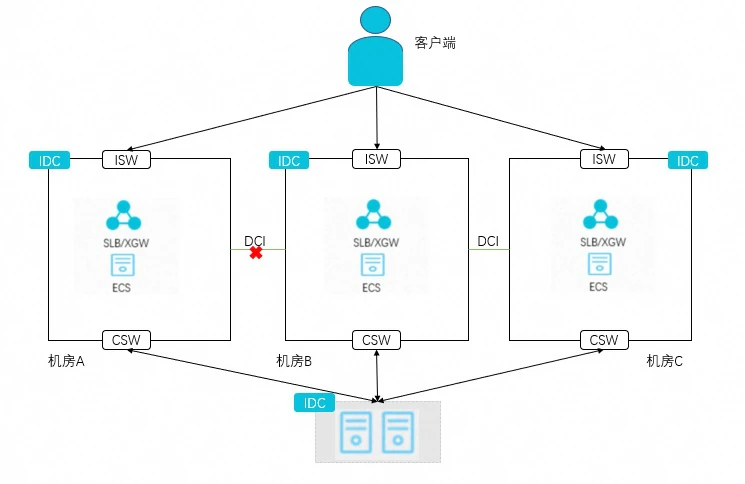 客户端
IDC
ISW
IDC
ISW
ISW
IDC
SLB/XGW
ECS
DCI
SLB/XGW
ECS
DCI
SLB/XGW
ECS
CSW
CSW
CSW
机房A
机房B
机房C
IDC